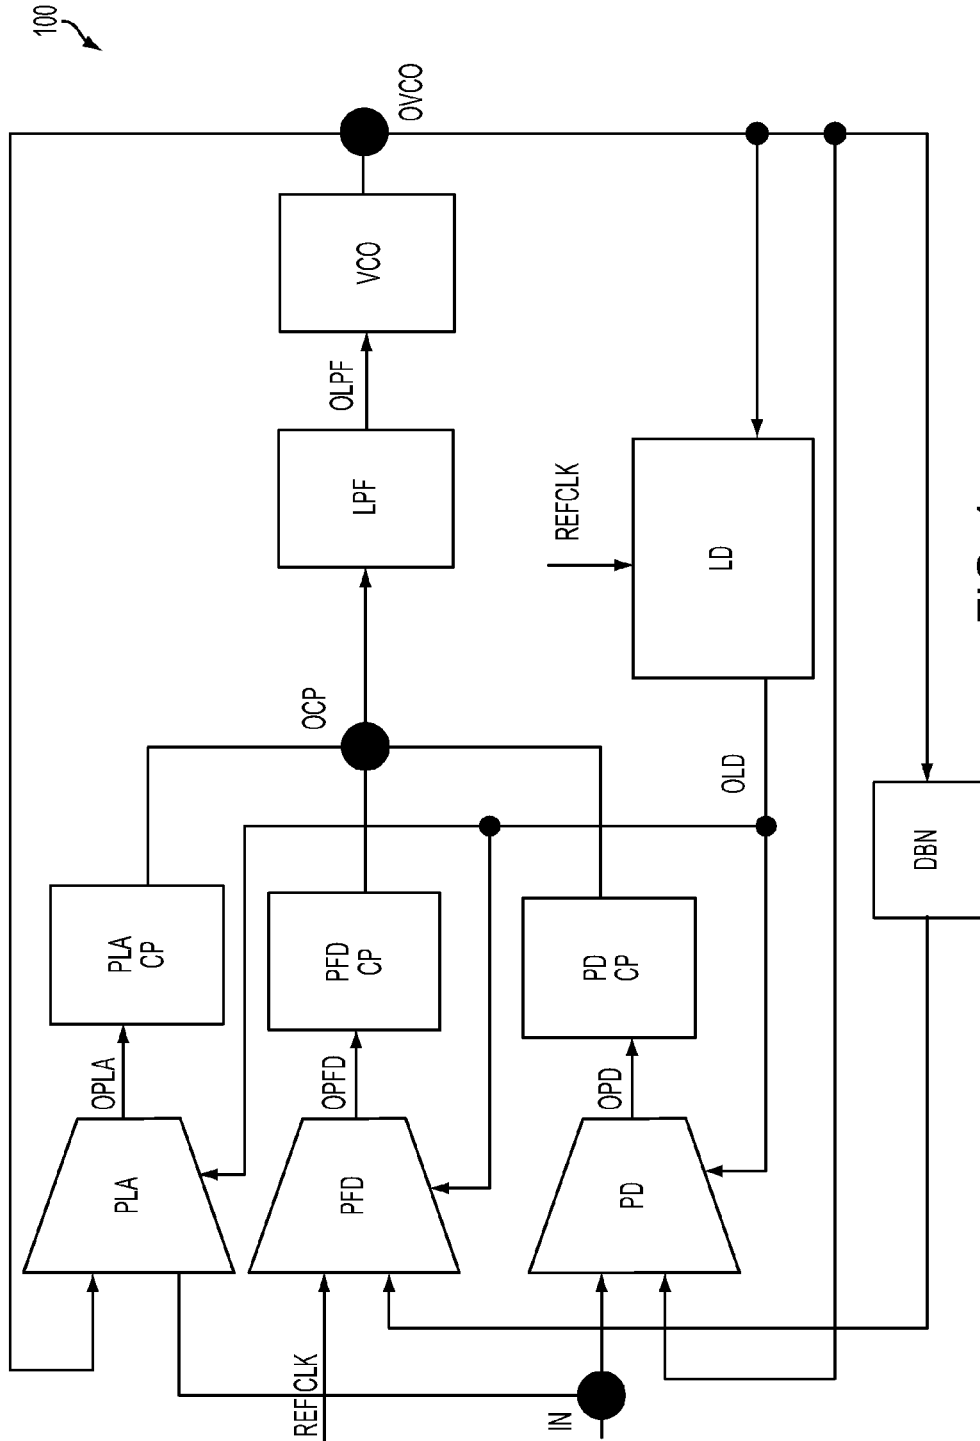 100
OVCO
VCO
OLPF
LPF
REFCLK
LD
OCP
OLD
DBN
PLA
CP
PFD
CP
PD
CP
OPLA
OPFD
OPD
PLA
PFD
PD
REFCLK
IN